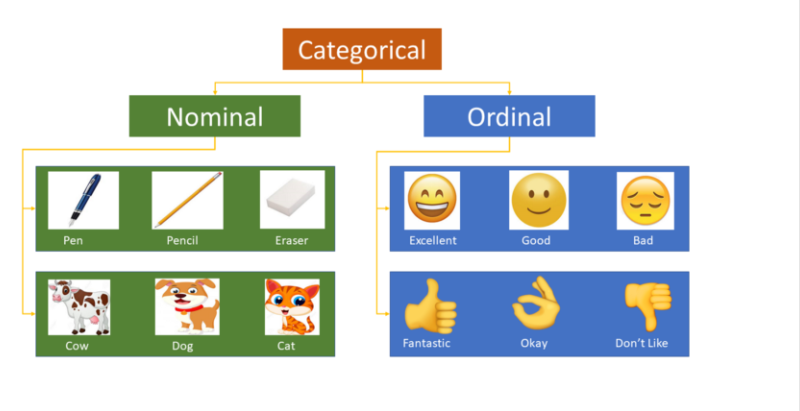 Categorical
Nominal
Ordinal
Pen
Pencil
Eraser
Excellent
Good
Bad
Cow
Dog
Cat
Fantastic
Okay
Don't Like